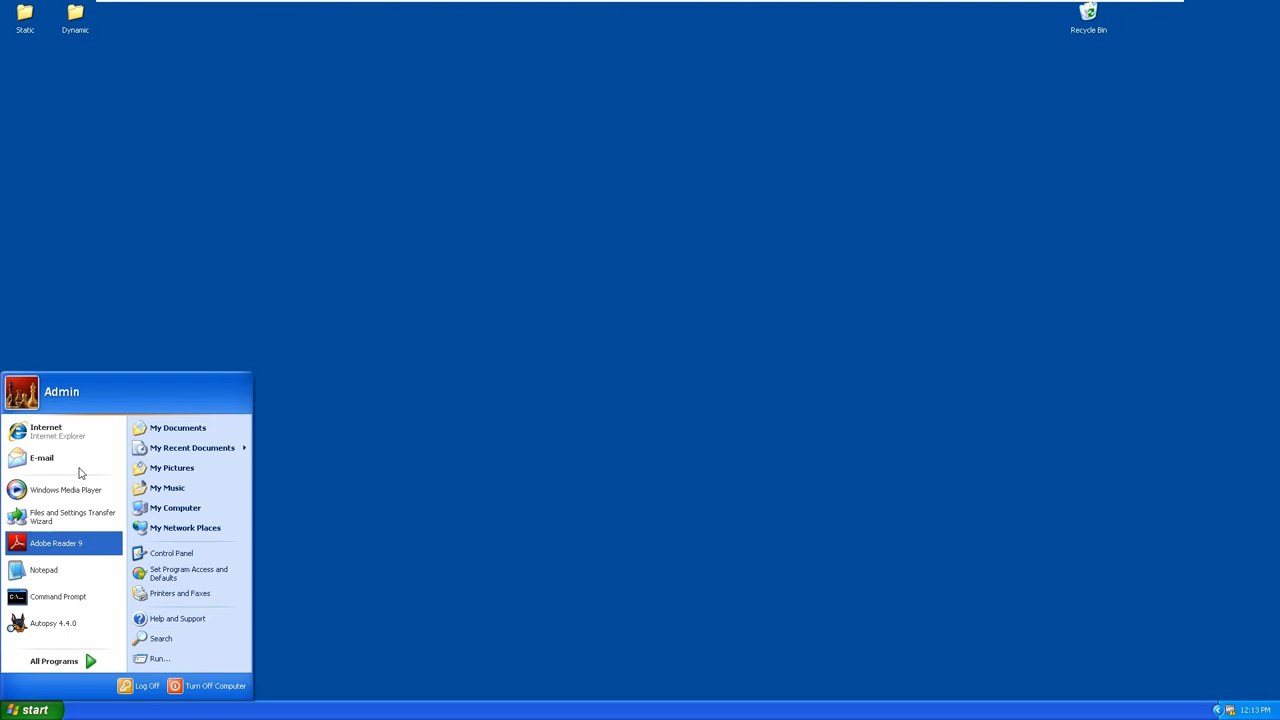 Static
Dynamic
Recycle Bin
Admin
Internet
Internet Explorer
E-mail
Windows Media Player
Files and Settings Transfer
Wizard
Adobe Reader 9
Notepad
Command Prompt
Autopsy 4.4.0
All Programs
My Documents
My Recent Documents
My Pictures
My Music
My Computer
My Network Places
Control Panel
Set Program Access and
Defaults
Printers and Faxes
Help and Support
Search
Run...
Log Off
Turn Off Computer
start
12:13 PM